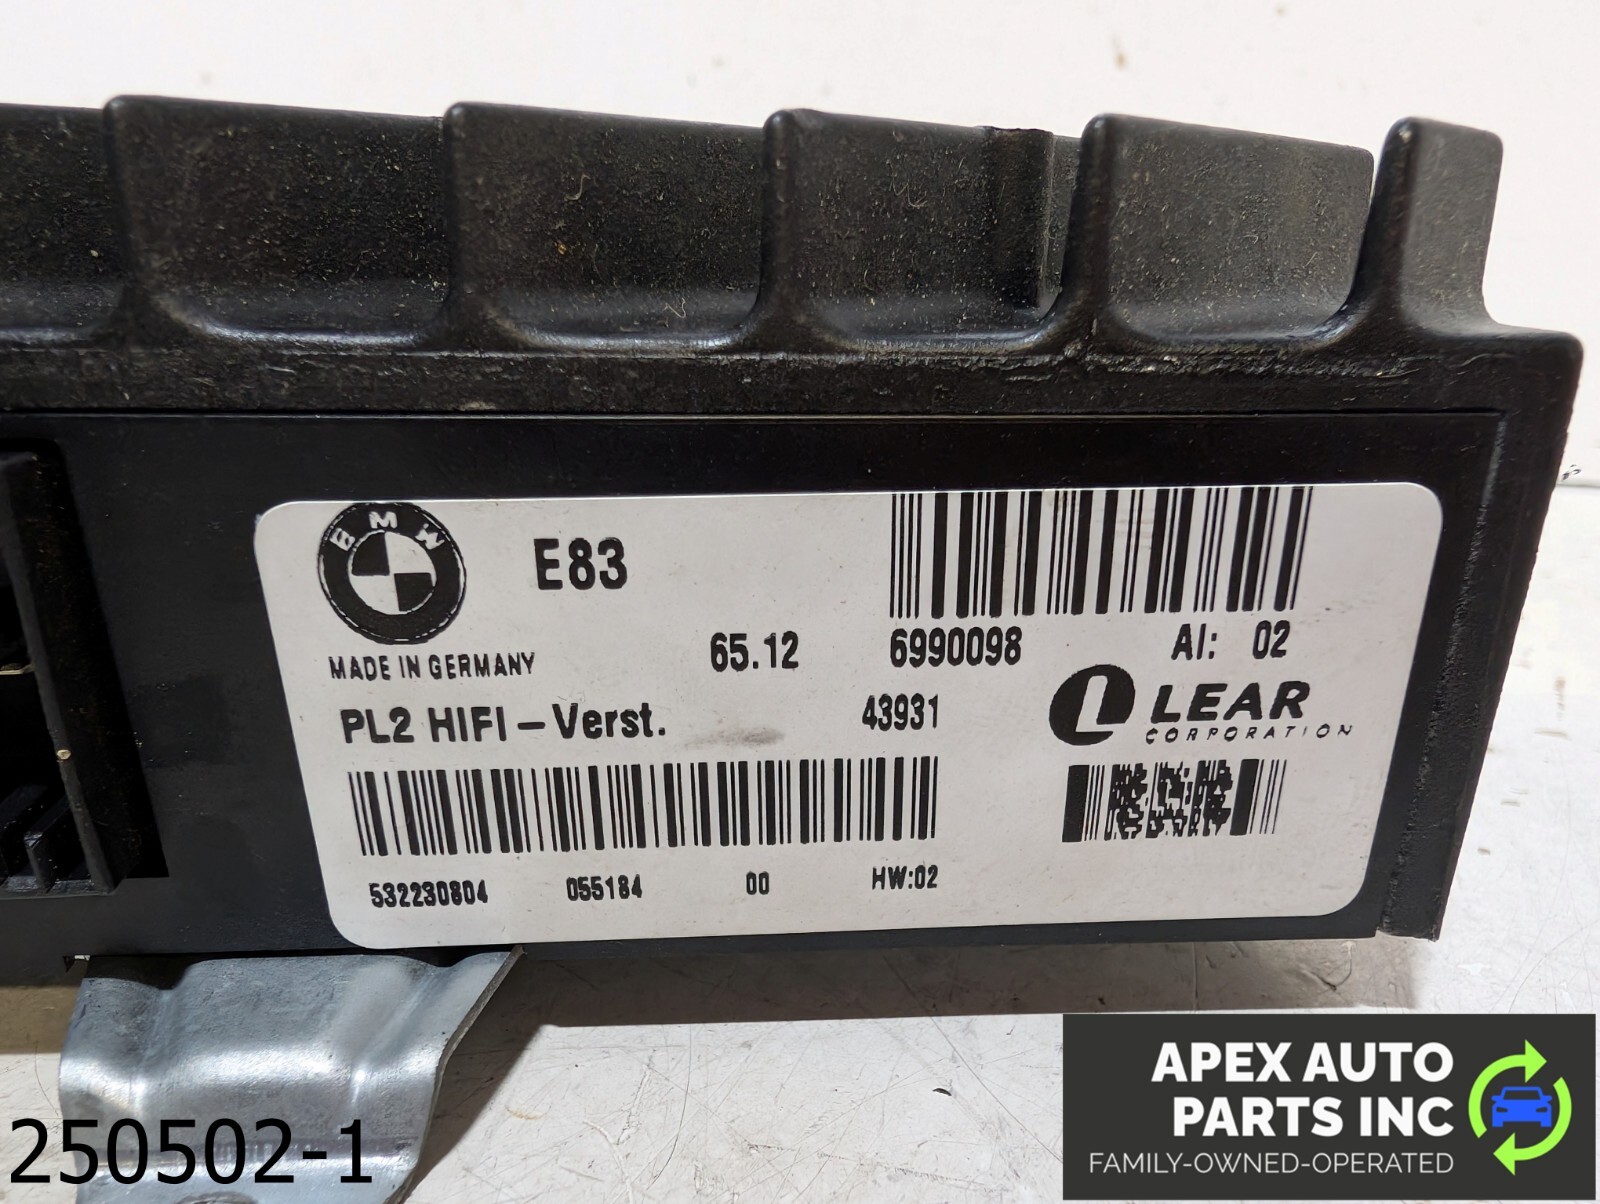 BMW
E83
MADE IN GERMANY
65.12 6990098 AI: 02
PL2 HIFI-Verst. 43931
LEAR
CORPORATION
532230804 055184 00 HW:02
250502-1
APEX AUTO
PARTS INC
FAMILY-OWNED-OPERATED